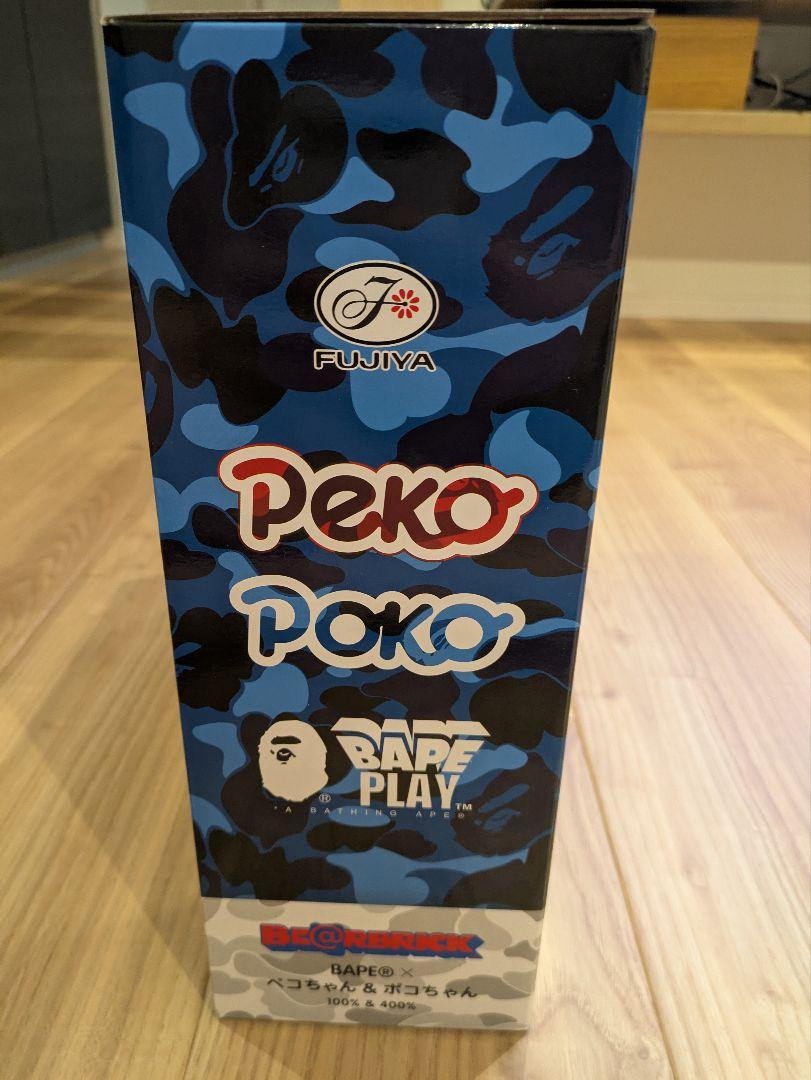 FUJIYA
Peko
Poko
BAPE
PLAY™
®
A BATHING APE®
BE@RBRICK
BAPE® ×
ペコちゃん & ポコちゃん
100% & 400%